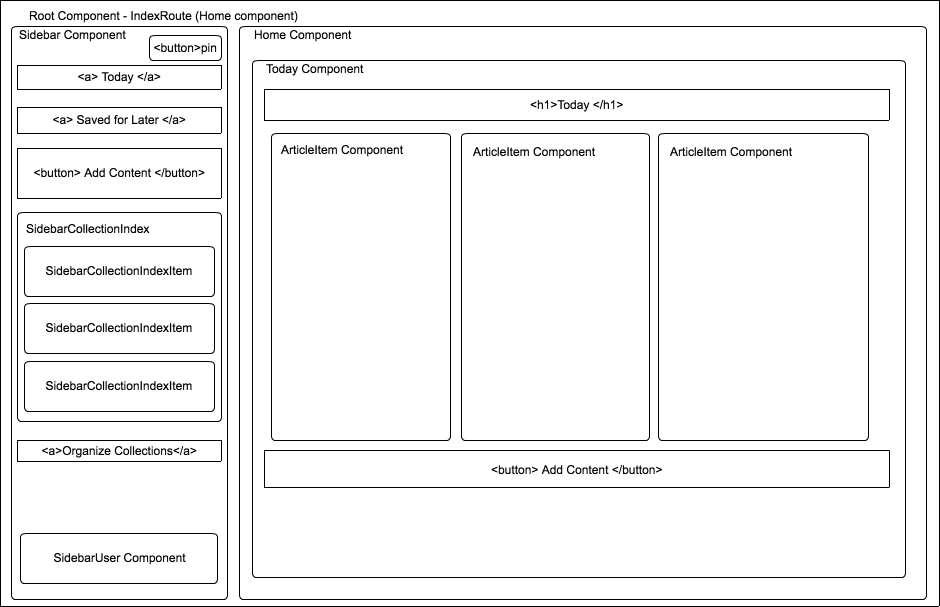 Root Component - IndexRoute (Home component)
Sidebar Component
<button>pin
<a> Today </a>
<a> Saved for Later </a>
<button> Add Content </button>
SidebarCollectionIndex
SidebarCollectionIndexItem
SidebarCollectionIndexItem
SidebarCollectionIndexItem
<a>Organize Collections</a>
SidebarUser Component
Home Component
Today Component
<h1>Today </h1>
ArticleItem Component
ArticleItem Component
ArticleItem Component
<button> Add Content </button>